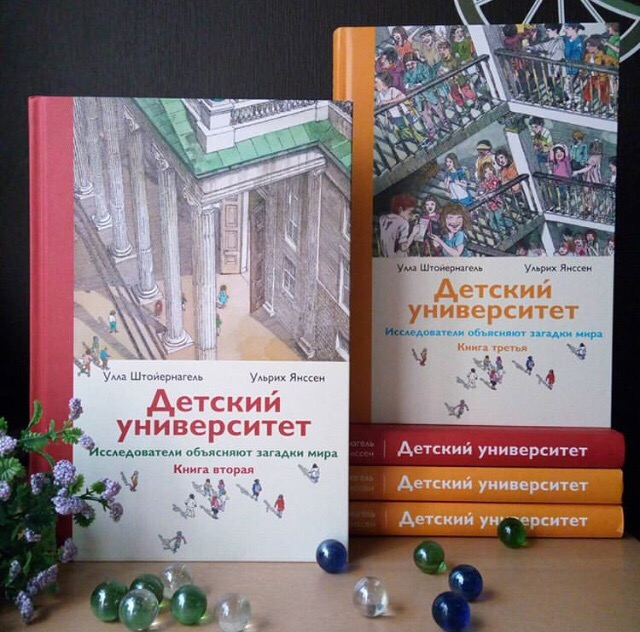 Улла Штойернагель Ульрих Янссен
Детский
университет
Исследователи объясняют загадки мира
Книга вторая
Улла Штойернагель Ульрих Янссен
Детский
университет
Исследователи объясняют загадки мира
Книга третья
Детский университет
Детский университет
Детский университет